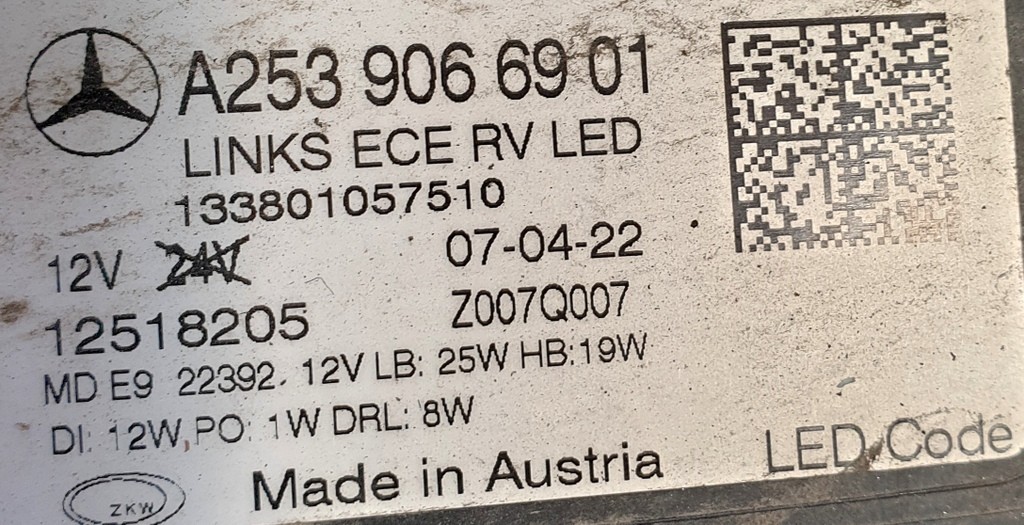 A253 906 69 01
LINKS ECE RV LED
133801057510
12V 24V 07-04-22
12518205 Z007Q007
MD E9 22392. 12V LB: 25W HB:19W
DI: 12W,PO: 1W DRL: 8W
ZKW Made in Austria LED Code